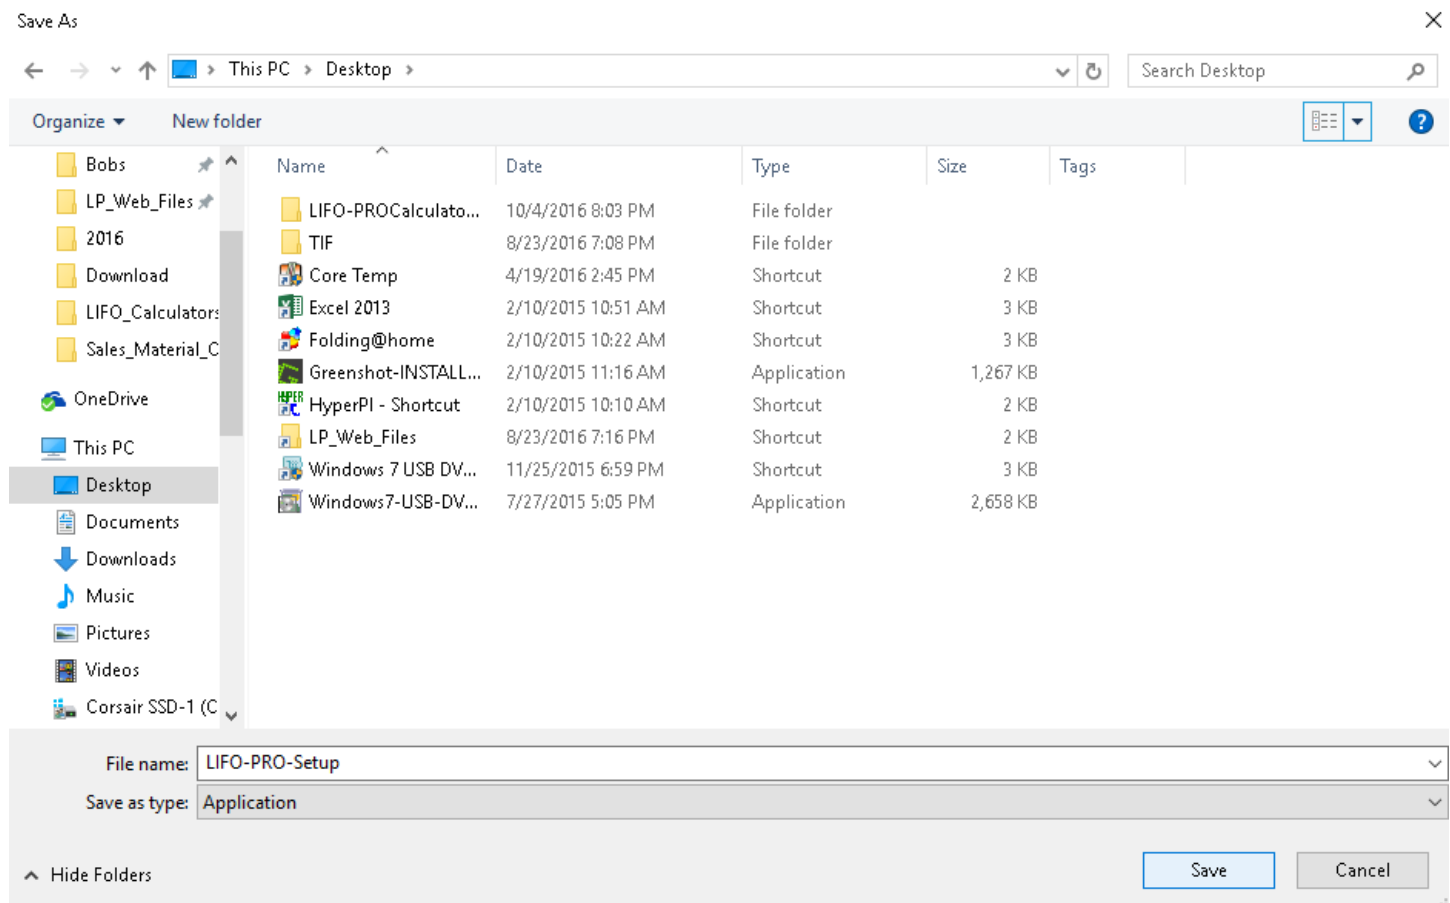 Save As
This PC > Desktop >
Search Desktop
Organize
New folder
Name Date Type Size Tags
Bobs
LP_Web_Files
2016
Download
LIFO_Calculators
Sales_Material_C
OneDrive
This PC
Desktop
Documents
Downloads
Music
Pictures
Videos
Corsair SSD-1 (C
LIFO-PROCalculato... 10/4/2016 8:03 PM File folder
TIF 8/23/2016 7:08 PM File folder
Core Temp 4/19/2016 2:45 PM Shortcut 2 KB
Excel 2013 2/10/2015 10:51 AM Shortcut 3 KB
Folding@home 2/10/2015 10:22 AM Shortcut 3 KB
Greenshot-INSTALL... 2/10/2015 11:16 AM Application 1,267 KB
HyperPI - Shortcut 2/10/2015 10:10 AM Shortcut 2 KB
LP_Web_Files 8/23/2016 7:16 PM Shortcut 2 KB
Windows 7 USB DV... 11/25/2015 6:59 PM Shortcut 3 KB
Windows7-USB-DV... 7/27/2015 5:05 PM Application 2,658 KB
File name: LIFO-PRO-Setup
Save as type: Application
Hide Folders
Save
Cancel